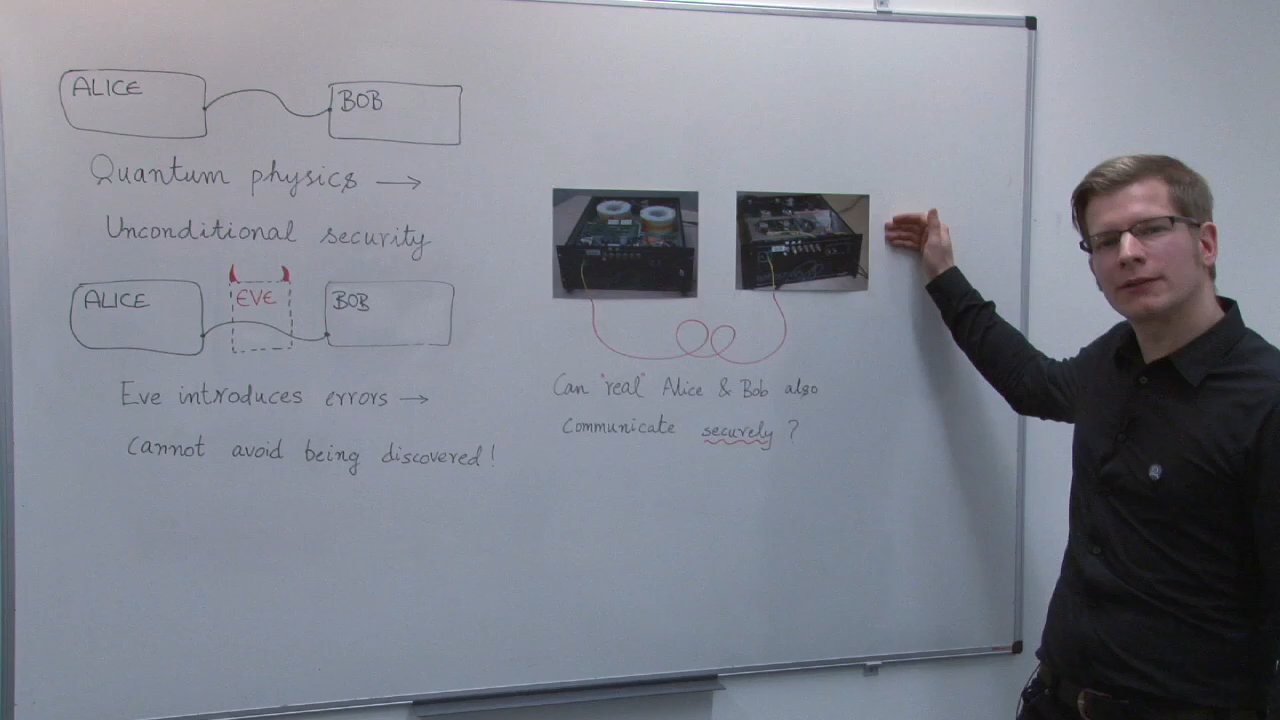 ALICE
BOB
Quantum physics →
Unconditional security
ALICE
EVE
BOB
Eve introduces errors →
cannot avoid being discovered!
Can "real" Alice & Bob also
communicate securely?